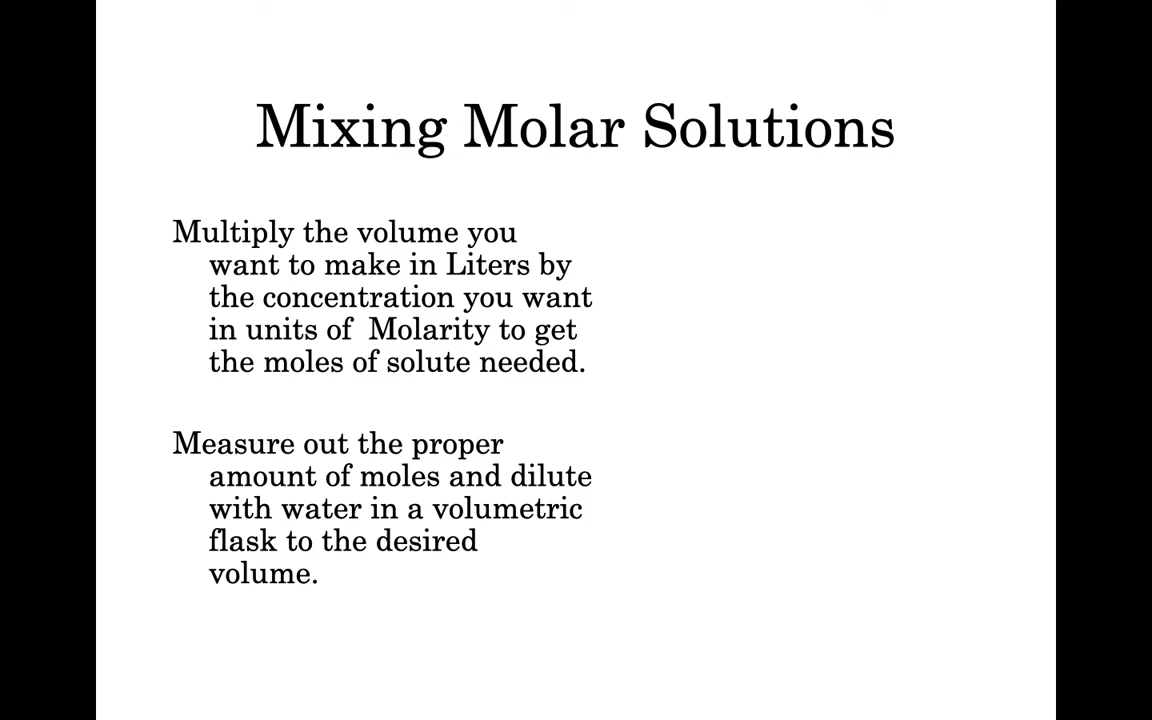 Mixing Molar Solutions
Multiply the volume you
want to make in Liters by
the concentration you want
in units of  Molarity to get
the moles of solute needed.
Measure out the proper
amount of moles and dilute
with water in a volumetric
flask to the desired
volume.